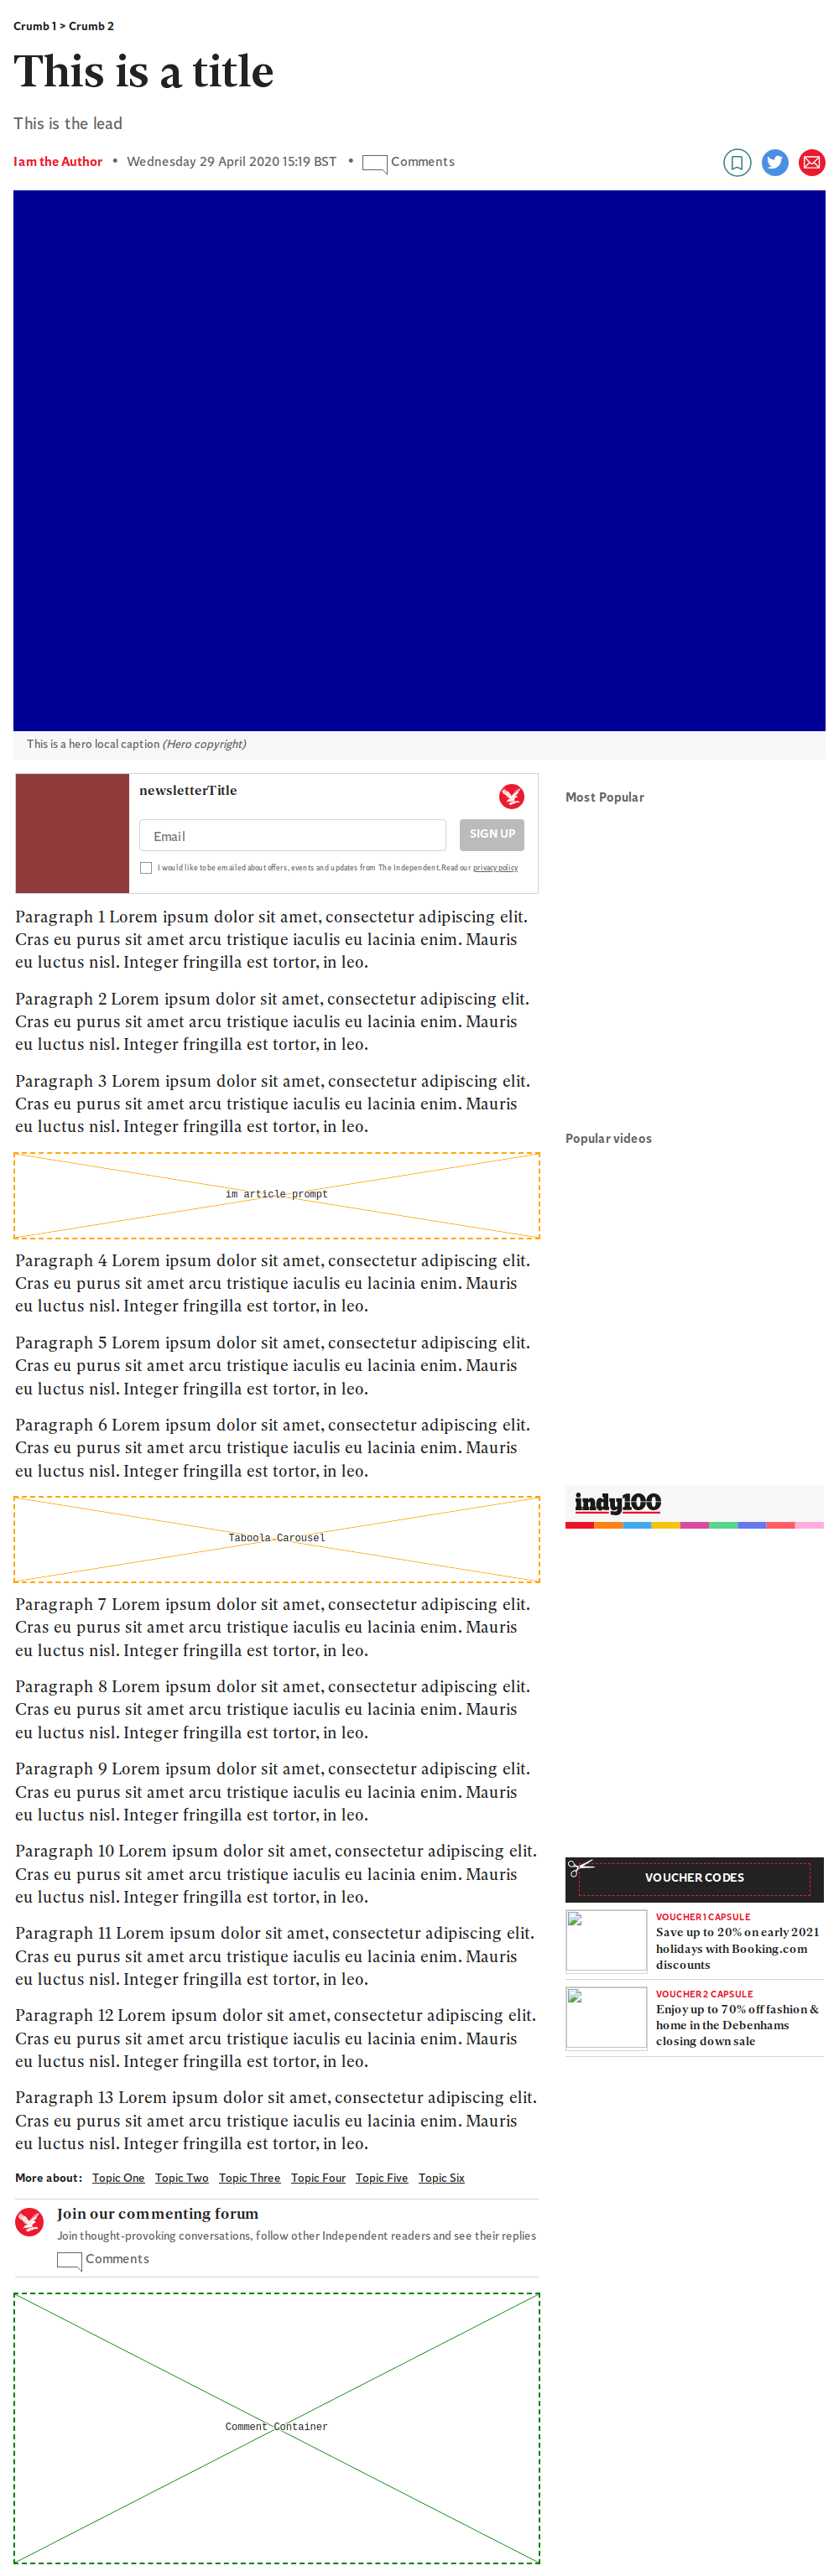 Crumb 1 > Crumb 2
This is a title
This is the lead
I am the Author • Wednesday 29 April 2020 15:19 BST • Comments
This is a hero local caption (Hero copyright)
newsletterTitle
Email
SIGN UP
I would like to be emailed about offers, events and updates from The Independent. Read our privacy policy
Paragraph 1 Lorem ipsum dolor sit amet, consectetur adipiscing elit.
Cras eu purus sit amet arcu tristique iaculis eu lacinia enim. Mauris
eu luctus nisl. Integer fringilla est tortor, in leo.
Paragraph 2 Lorem ipsum dolor sit amet, consectetur adipiscing elit.
Cras eu purus sit amet arcu tristique iaculis eu lacinia enim. Mauris
eu luctus nisl. Integer fringilla est tortor, in leo.
Paragraph 3 Lorem ipsum dolor sit amet, consectetur adipiscing elit.
Cras eu purus sit amet arcu tristique iaculis eu lacinia enim. Mauris
eu luctus nisl. Integer fringilla est tortor, in leo.
im article prompt
Paragraph 4 Lorem ipsum dolor sit amet, consectetur adipiscing elit.
Cras eu purus sit amet arcu tristique iaculis eu lacinia enim. Mauris
eu luctus nisl. Integer fringilla est tortor, in leo.
Paragraph 5 Lorem ipsum dolor sit amet, consectetur adipiscing elit.
Cras eu purus sit amet arcu tristique iaculis eu lacinia enim. Mauris
eu luctus nisl. Integer fringilla est tortor, in leo.
Paragraph 6 Lorem ipsum dolor sit amet, consectetur adipiscing elit.
Cras eu purus sit amet arcu tristique iaculis eu lacinia enim. Mauris
eu luctus nisl. Integer fringilla est tortor, in leo.
Taboola Carousel
Paragraph 7 Lorem ipsum dolor sit amet, consectetur adipiscing elit.
Cras eu purus sit amet arcu tristique iaculis eu lacinia enim. Mauris
eu luctus nisl. Integer fringilla est tortor, in leo.
Paragraph 8 Lorem ipsum dolor sit amet, consectetur adipiscing elit.
Cras eu purus sit amet arcu tristique iaculis eu lacinia enim. Mauris
eu luctus nisl. Integer fringilla est tortor, in leo.
Paragraph 9 Lorem ipsum dolor sit amet, consectetur adipiscing elit.
Cras eu purus sit amet arcu tristique iaculis eu lacinia enim. Mauris
eu luctus nisl. Integer fringilla est tortor, in leo.
Paragraph 10 Lorem ipsum dolor sit amet, consectetur adipiscing elit.
Cras eu purus sit amet arcu tristique iaculis eu lacinia enim. Mauris
eu luctus nisl. Integer fringilla est tortor, in leo.
Paragraph 11 Lorem ipsum dolor sit amet, consectetur adipiscing elit.
Cras eu purus sit amet arcu tristique iaculis eu lacinia enim. Mauris
eu luctus nisl. Integer fringilla est tortor, in leo.
Paragraph 12 Lorem ipsum dolor sit amet, consectetur adipiscing elit.
Cras eu purus sit amet arcu tristique iaculis eu lacinia enim. Mauris
eu luctus nisl. Integer fringilla est tortor, in leo.
Paragraph 13 Lorem ipsum dolor sit amet, consectetur adipiscing elit.
Cras eu purus sit amet arcu tristique iaculis eu lacinia enim. Mauris
eu luctus nisl. Integer fringilla est tortor, in leo.
More about: Topic One Topic Two Topic Three Topic Four Topic Five Topic Six
Join our commenting forum
Join thought-provoking conversations, follow other Independent readers and see their replies
Comments
Comment Container
Most Popular
Popular videos
indy100
VOUCHER CODES
VOUCHER 1 CAPSULE
Save up to 20% on early 2021
holidays with Booking.com
discounts
VOUCHER 2 CAPSULE
Enjoy up to 70% off fashion &
home in the Debenhams
closing down sale